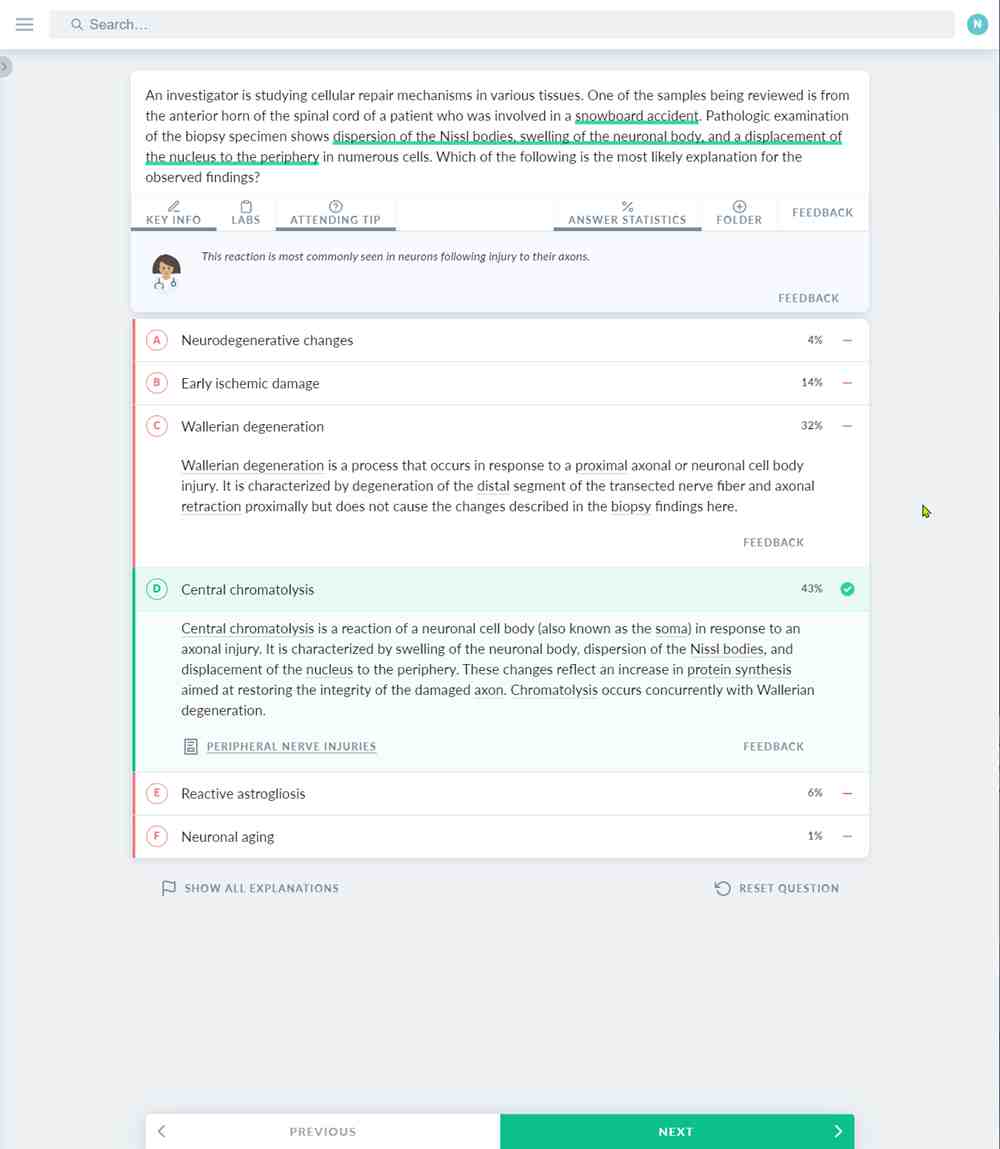 Search...
N
An investigator is studying cellular repair mechanisms in various tissues. One of the samples being reviewed is from
the anterior horn of the spinal cord of a patient who was involved in a snowboard accident. Pathologic examination
of the biopsy specimen shows dispersion of the Nissl bodies, swelling of the neuronal body, and a displacement of
the nucleus to the periphery in numerous cells. Which of the following is the most likely explanation for the
observed findings?
KEY INFO LABS ATTENDING TIP ANSWER STATISTICS FOLDER FEEDBACK
This reaction is most commonly seen in neurons following injury to their axons.
FEEDBACK
A Neurodegenerative changes 4%
B Early ischemic damage 14%
C Wallerian degeneration 32%
Wallerian degeneration is a process that occurs in response to a proximal axonal or neuronal cell body
injury. It is characterized by degeneration of the distal segment of the transected nerve fiber and axonal
retraction proximally but does not cause the changes described in the biopsy findings here.
FEEDBACK
D Central chromatolysis 43%
Central chromatolysis is a reaction of a neuronal cell body (also known as the soma) in response to an
axonal injury. It is characterized by swelling of the neuronal body, dispersion of the Nissl bodies, and
displacement of the nucleus to the periphery. These changes reflect an increase in protein synthesis
aimed at restoring the integrity of the damaged axon. Chromatolysis occurs concurrently with Wallerian
degeneration.
PERIPHERAL NERVE INJURIES FEEDBACK
E Reactive astrogliosis 6%
F Neuronal aging 1%
SHOW ALL EXPLANATIONS RESET QUESTION
PREVIOUS NEXT